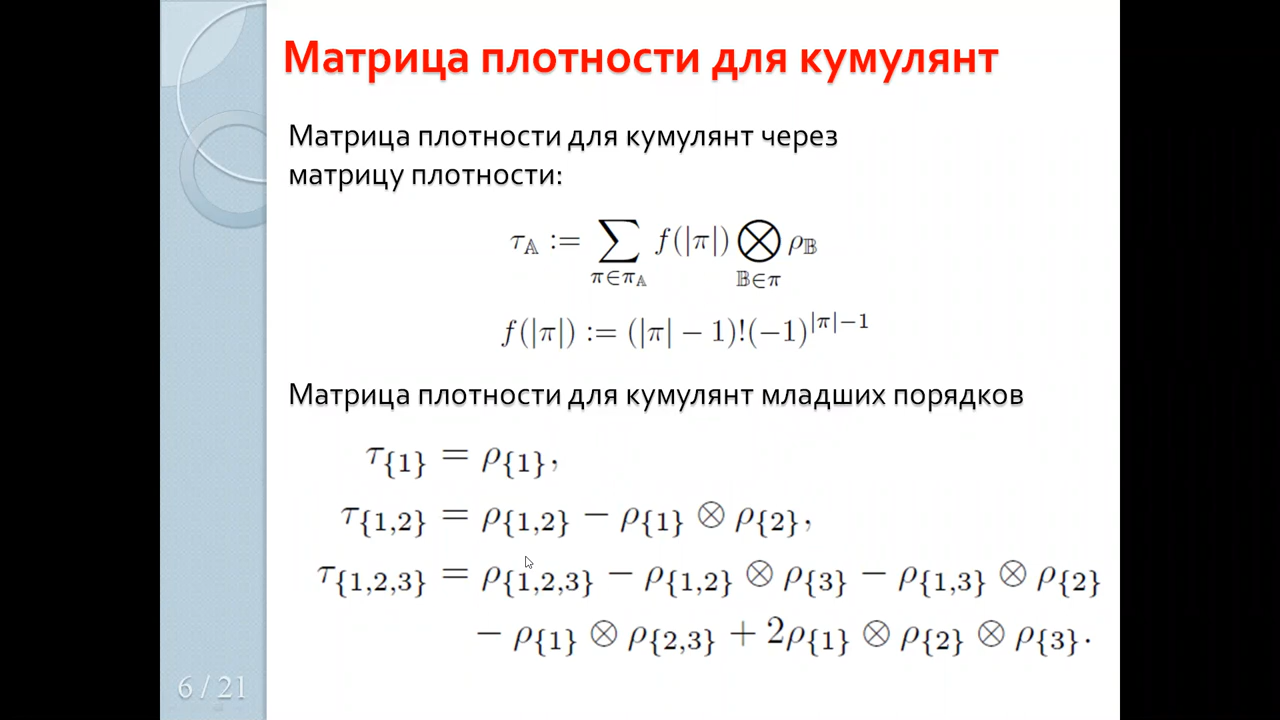 Матрица плотности для кумулянт
Матрица плотности для кумулянт через
матрицу плотности:
τ_𝔸 := ∑_{π∈π_𝔸} f(|π|) ⨂_{𝔹∈π} ρ_𝔹
f(|π|) := (|π| − 1)!(−1)^{|π|−1}
Матрица плотности для кумулянт младших порядков
τ_{1} = ρ_{1},
τ_{1,2} = ρ_{1,2} − ρ_{1} ⊗ ρ_{2},
τ_{1,2,3} = ρ_{1,2,3} − ρ_{1,2} ⊗ ρ_{3} − ρ_{1,3} ⊗ ρ_{2}
− ρ_{1} ⊗ ρ_{2,3} + 2ρ_{1} ⊗ ρ_{2} ⊗ ρ_{3}.
6 / 21